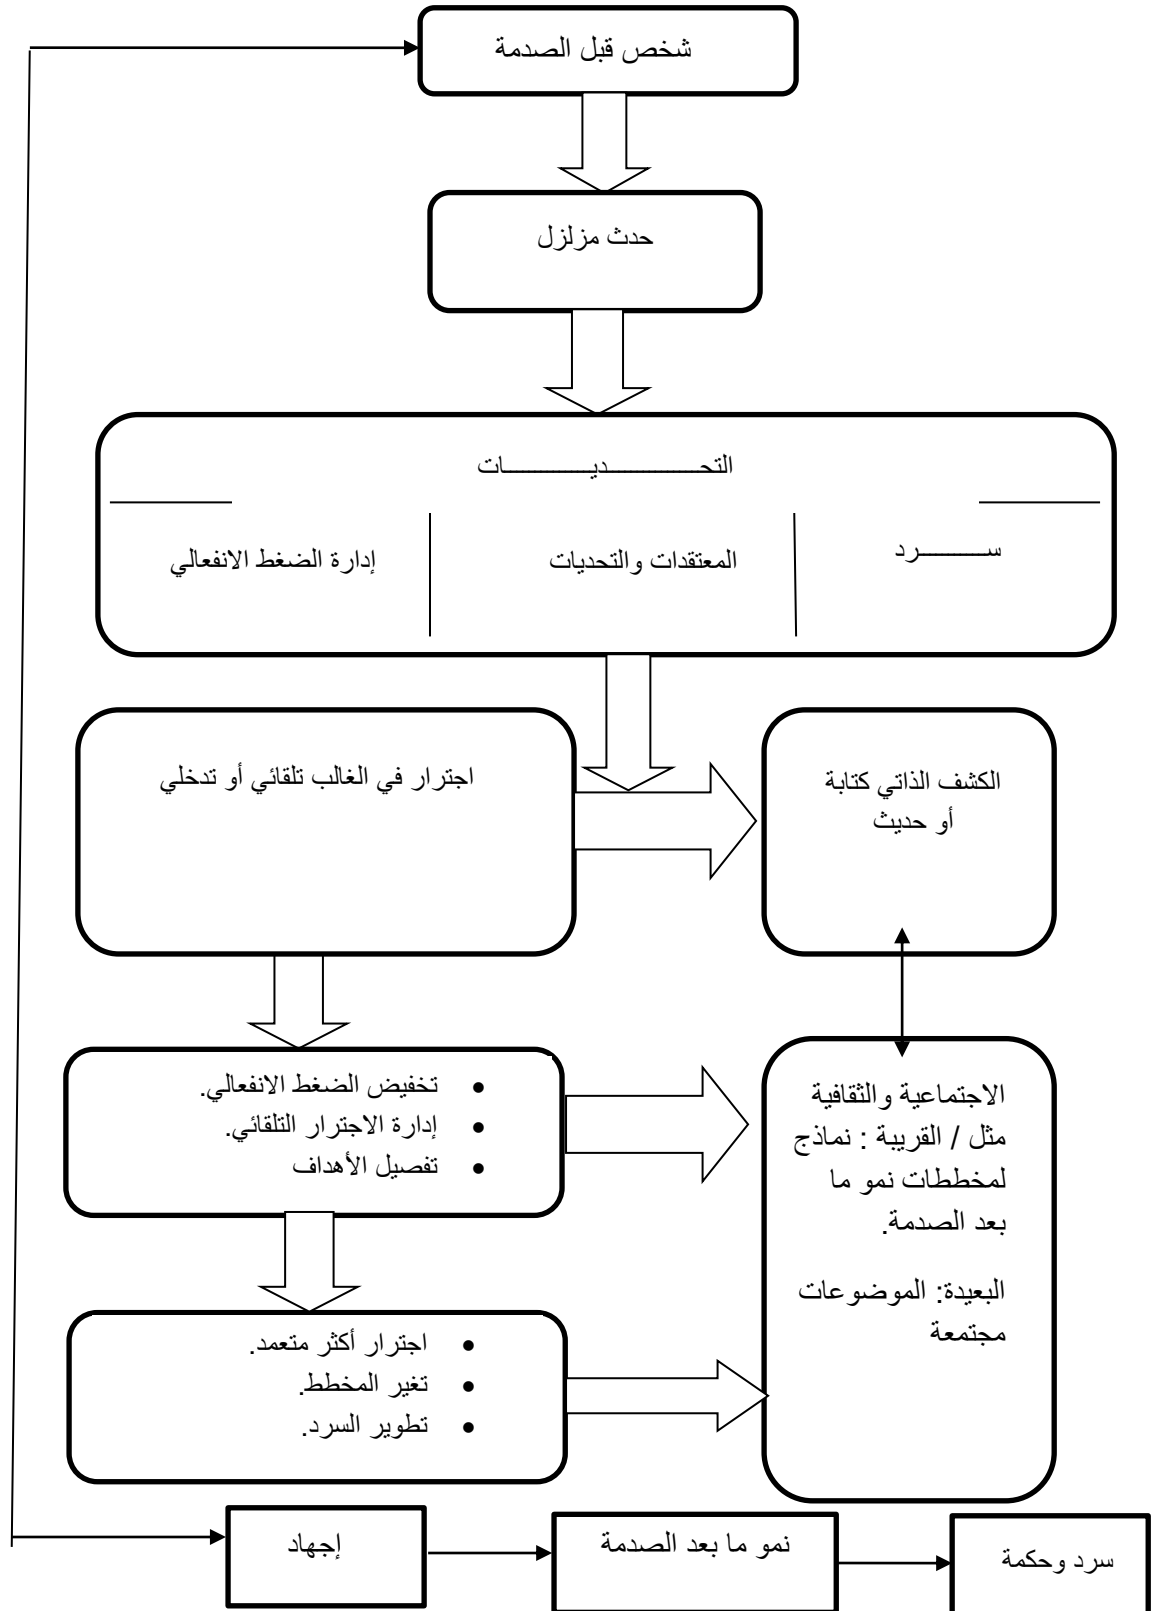 شخص قبل الصدمة
حدث مزلزل
التحـــــــــديـــــــــات
ســـــــرد
المعتقدات والتحديات
إدارة الضغط الانفعالي
اجترار في الغالب تلقائي أو تدخلي
الكشف الذاتي كتابة
أو حديث
• تخفيض الضغط الانفعالي.
• إدارة الاجترار التلقائي.
• تفصيل الأهداف
الاجتماعية والثقافية
مثل / القريبة : نماذج
لمخططات نمو ما
بعد الصدمة.
البعيدة: الموضوعات
مجتمعة
• اجترار أكثر متعمد.
• تغير المخطط.
• تطوير السرد.
إجهاد
نمو ما بعد الصدمة
سرد وحكمة